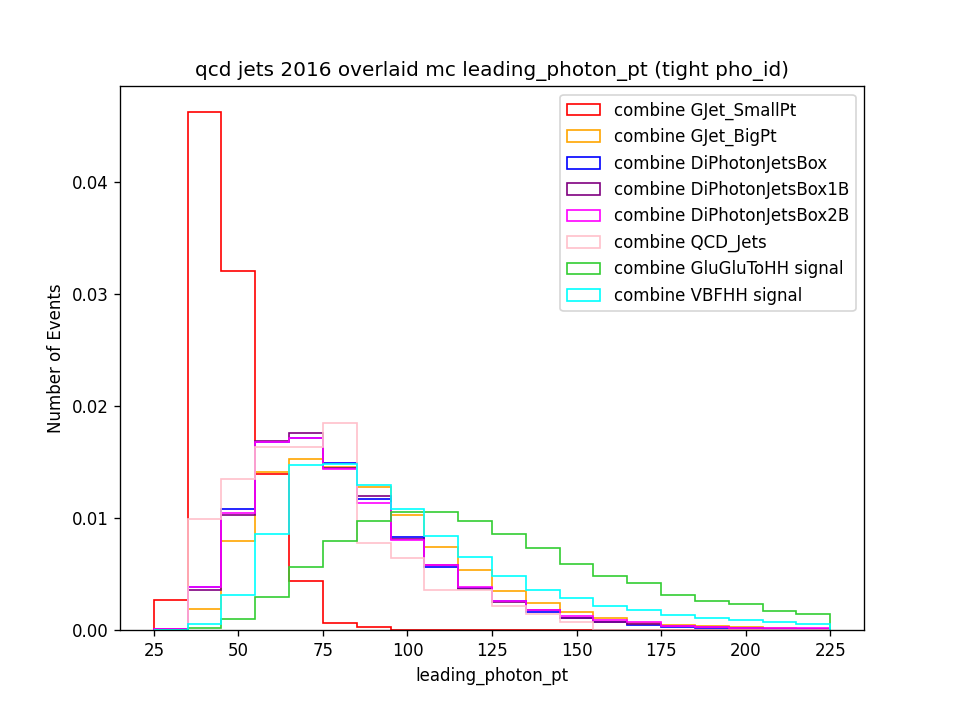 qcd jets 2016 overlaid mc leading_photon_pt (tight pho_id)
combine GJet_SmallPt
combine GJet_BigPt
combine DiPhotonJetsBox
combine DiPhotonJetsBox1B
combine DiPhotonJetsBox2B
combine QCD_Jets
combine GluGluToHH signal
combine VBFHH signal
Number of Events
0.04
0.03
0.02
0.01
0.00
25 50 75 100 125 150 175 200 225
leading_photon_pt